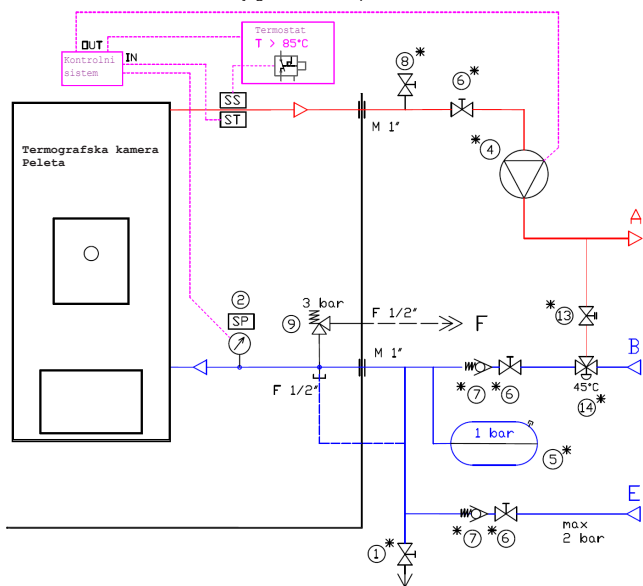 OUT
Kontrolni
sistem
IN
Termostat
T > 85°C
SS
ST
8*
6*
M 1"
*4
Termografska kamera
Peleta
A
2
SP
3 bar
9
F 1/2"
F
*13
M 1"
B
F 1/2"
*7
*6
45°C
14*
1 bar
5*
E
*7
*6
max
2 bar
1*